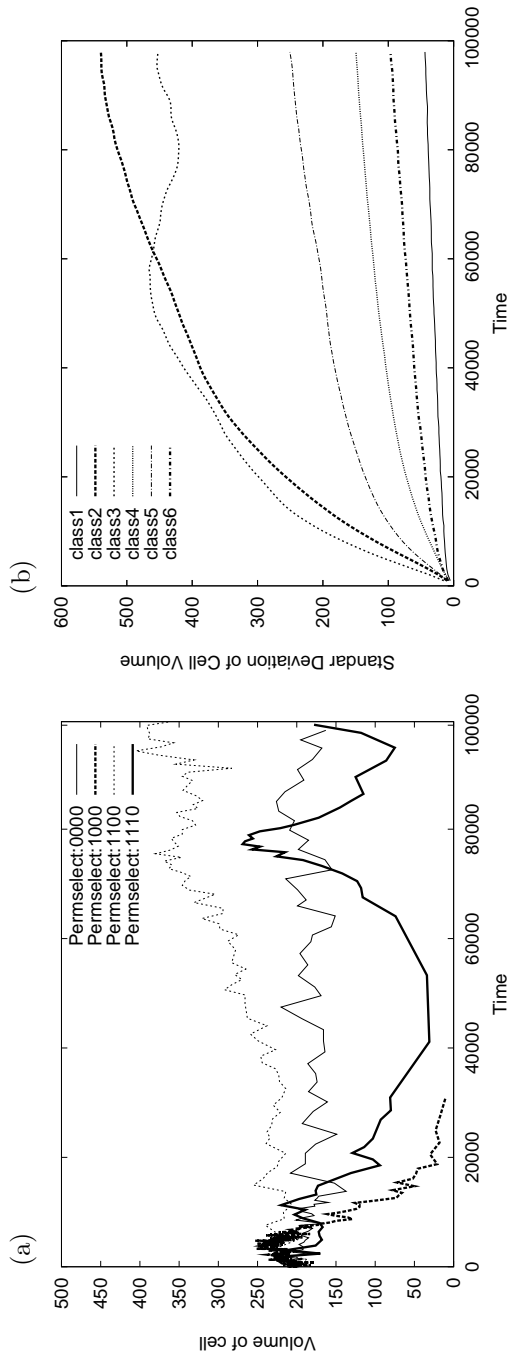 (a)
500
450
400
350
300
250
200
150
100
50
0
Volume of cell
0
20000
40000
60000
80000
100000
Time
Permselect:0000
Permselect:1000
Permselect:1100
Permselect:1110
(b)
600
500
400
300
200
100
0
Standar Deviation of Cell Volume
0
20000
40000
60000
80000
100000
Time
class1
class2
class3
class4
class5
class6